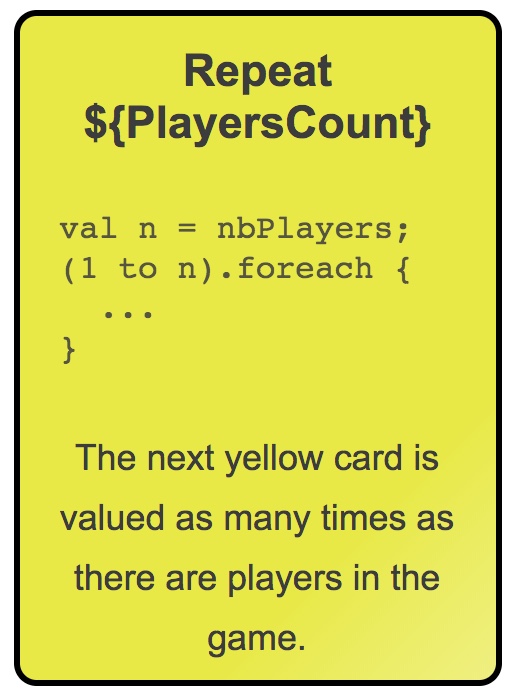 Repeat
${PlayersCount}
val n = nbPlayers;
(1 to n).foreach {
...
}
The next yellow card is
valued as many times as
there are players in the
game.